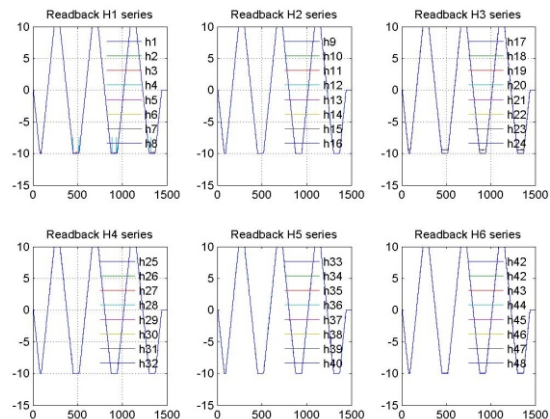 Readback H1 series
10
5
0
-5
-10
-15
0 500 1000 1500
h1
h2
h3
h4
h5
h6
h7
h8
Readback H2 series
10
5
0
-5
-10
-15
0 500 1000 1500
h9
h10
h11
h12
h13
h14
h15
h16
Readback H3 series
10
5
0
-5
-10
-15
0 500 1000 1500
h17
h18
h19
h20
h21
h22
h23
h24
Readback H4 series
10
5
0
-5
-10
-15
0 500 1000 1500
h25
h26
h27
h28
h29
h30
h31
h32
Readback H5 series
10
5
0
-5
-10
-15
0 500 1000 1500
h33
h34
h35
h36
h37
h38
h39
h40
Readback H6 series
10
5
0
-5
-10
-15
0 500 1000 1500
h42
h42
h43
h44
h45
h46
h47
h48